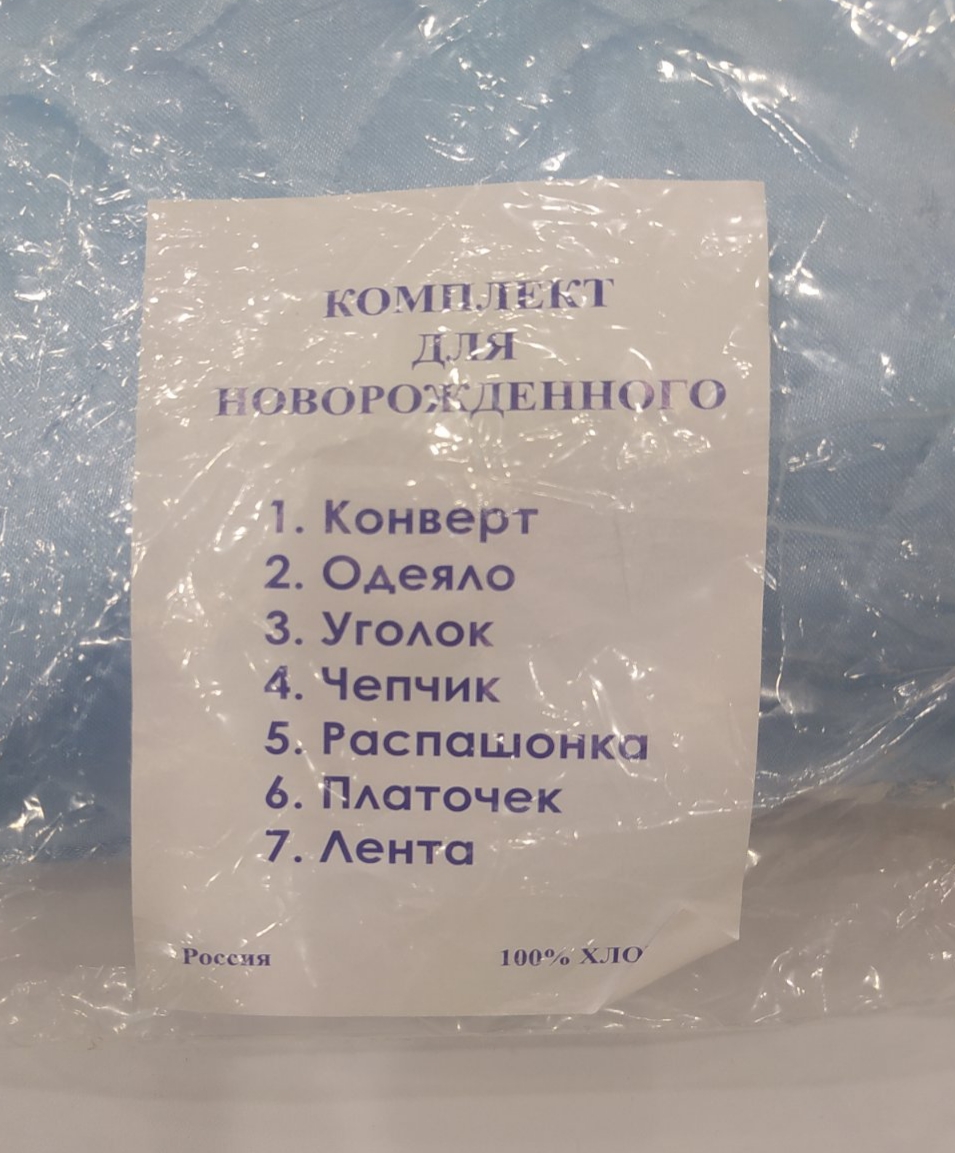 КОМПЛЕКТ
ДЛЯ
НОВОРОЖДЕННОГО
1. Конверт
2. Одеяло
3. Уголок
4. Чепчик
5. Распашонка
6. Платочек
7. Лента
Россия 100% ХЛО